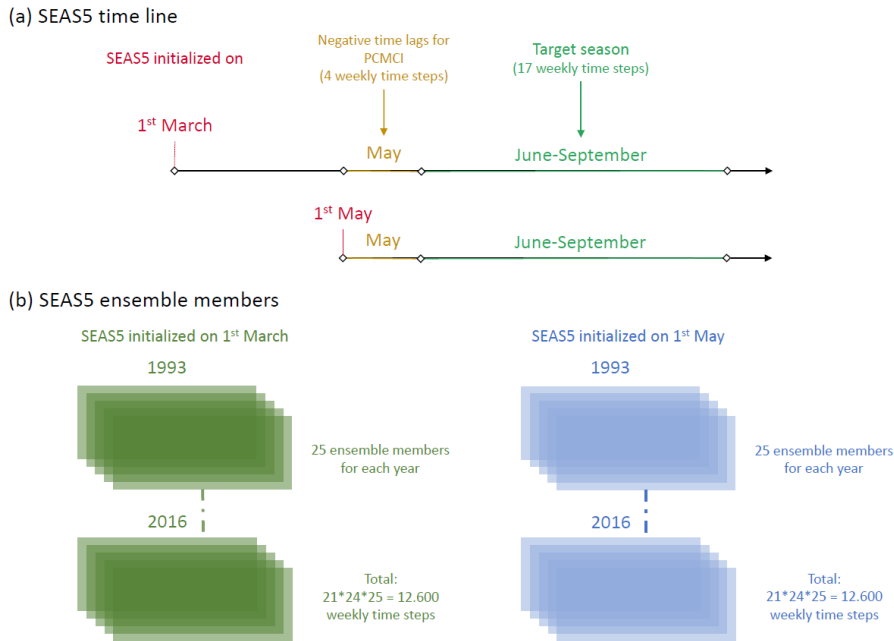 (a) SEAS5 time line
SEAS5 initialized on
Negative time lags for
PCMCI
(4 weekly time steps)
Target season
(17 weekly time steps)
1st March
May
June-September
1st May
May
June-September
(b) SEAS5 ensemble members
SEAS5 initialized on 1st March
1993
25 ensemble members
for each year
2016
Total:
21*24*25 = 12.600
weekly time steps
SEAS5 initialized on 1st May
1993
25 ensemble members
for each year
2016
Total:
21*24*25 = 12.600
weekly time steps